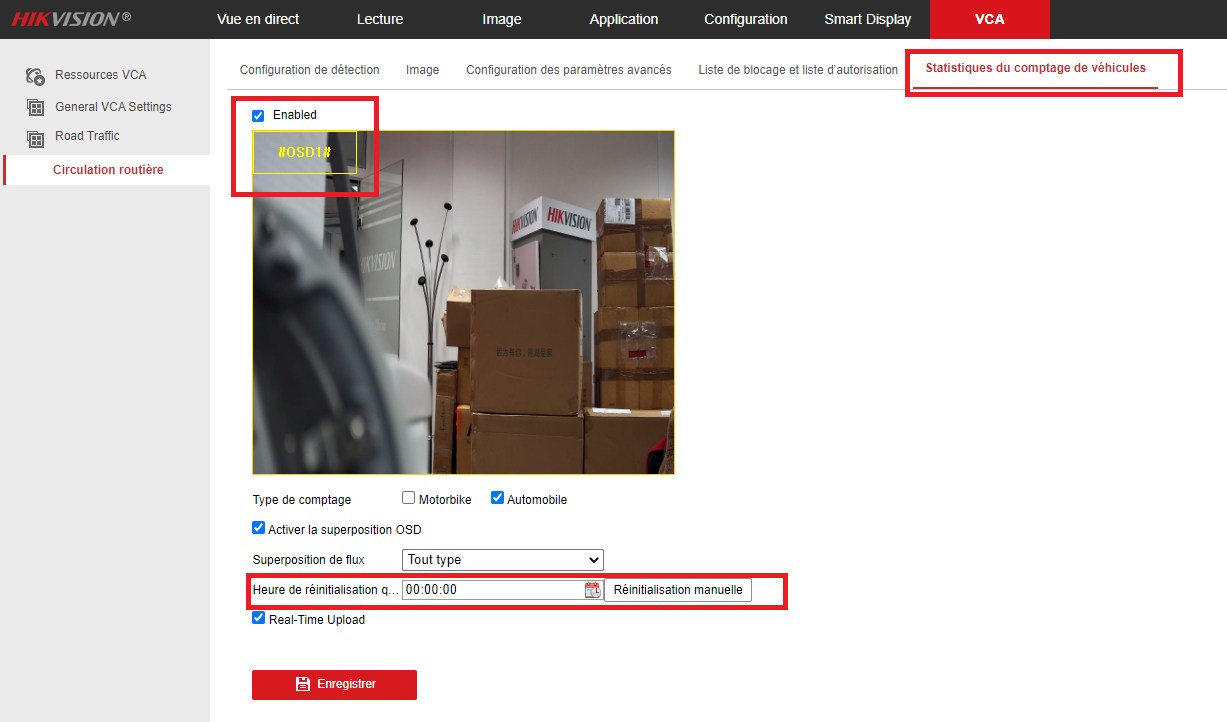 HIKVISION®
Vue en direct Lecture Image Application Configuration Smart Display VCA
Ressources VCA
General VCA Settings
Road Traffic
Circulation routière
Configuration de détection Image Configuration des paramètres avancés Liste de blocage et liste d'autorisation Statistiques du comptage de véhicules
Enabled
#OSD1#
HIKVISION HIKVISION
HIKVISION
Type de comptage Motorbike Automobile
Activer la superposition OSD
Superposition de flux Tout type
Heure de réinitialisation q... 00:00:00 Réinitialisation manuelle
Real-Time Upload
Enregistrer